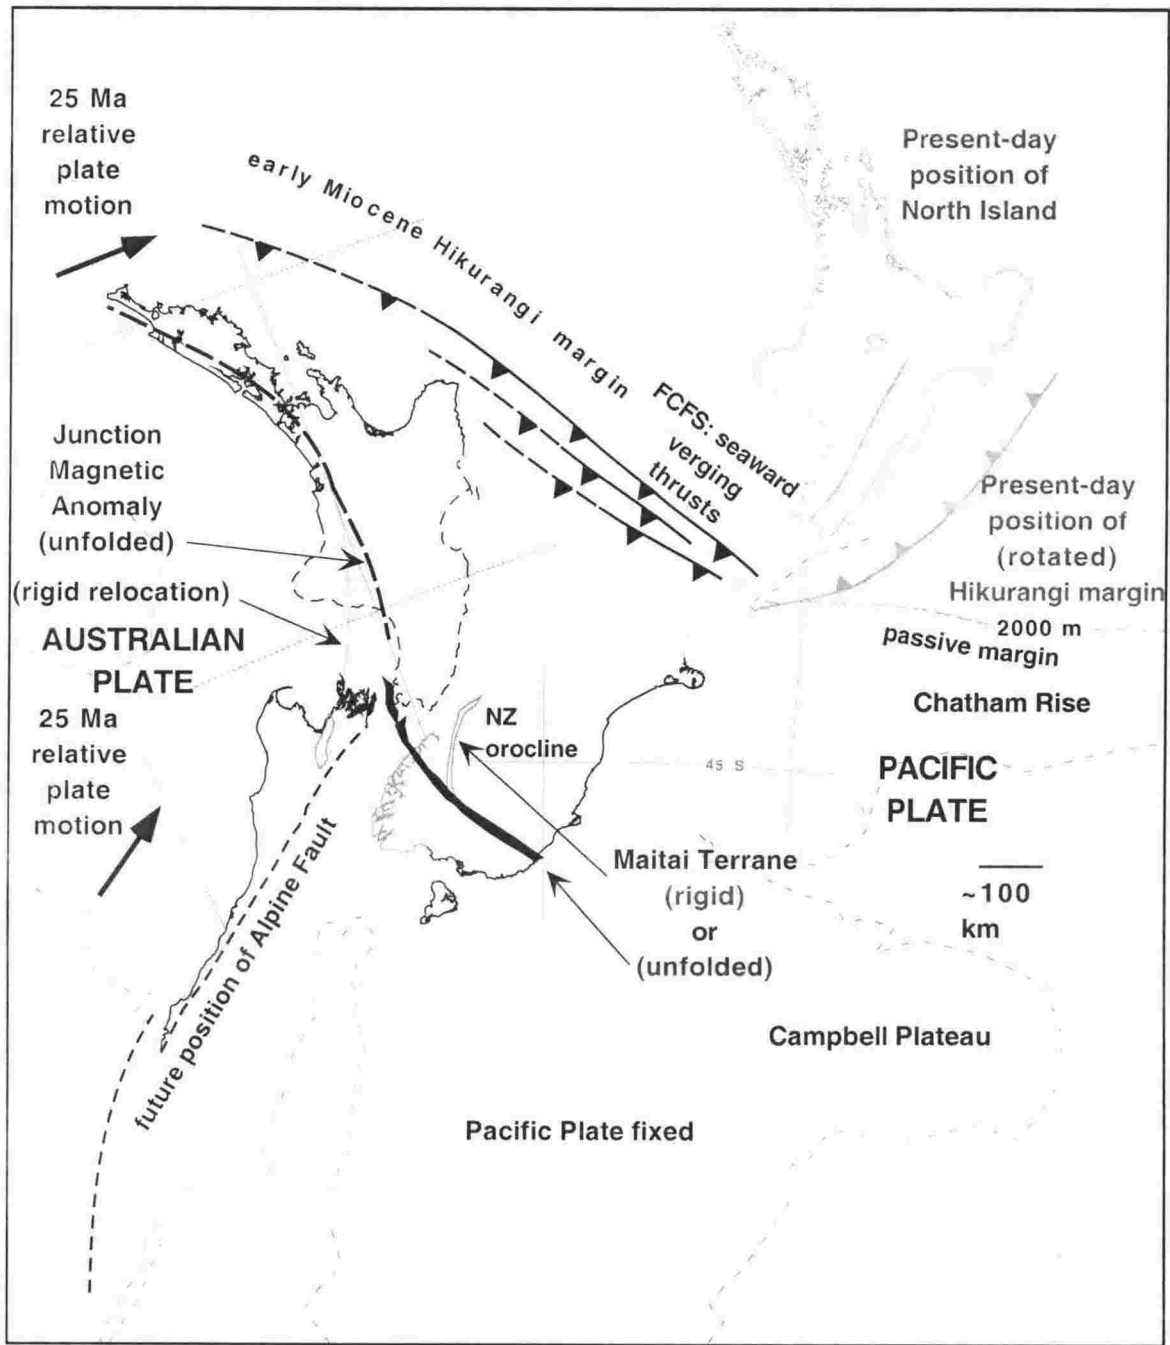 25 Ma
relative
plate
motion
early Miocene Hikurangi margin
Present-day
position of
North Island
FCFS: seaward
verging
thrusts
Junction
Magnetic
Anomaly
(unfolded)
(rigid relocation)
AUSTRALIAN
PLATE
Present-day
position of
(rotated)
Hikurangi margin
2000 m
passive margin
Chatham Rise
25 Ma
relative
plate
motion
NZ
orocline
45 S
PACIFIC
PLATE
Maitai Terrane
(rigid)
or
(unfolded)
~100
km
future position of Alpine Fault
Campbell Plateau
Pacific Plate fixed